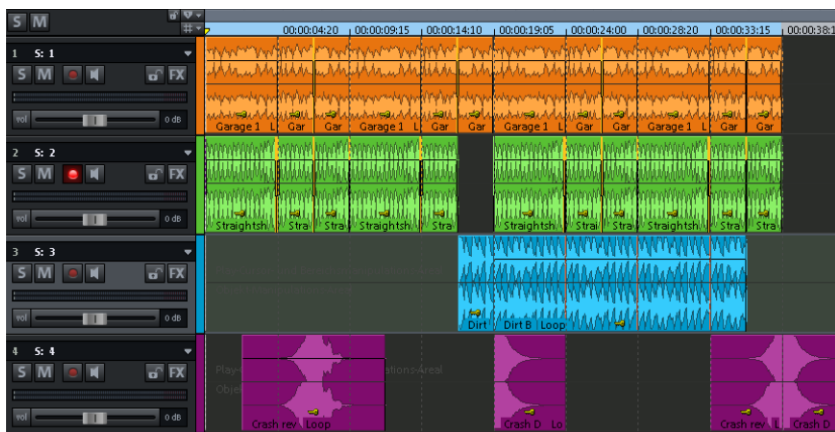 S M
00:00:04:20 00:00:09:15 00:00:14:10 00:00:19:05 00:00:24:00 00:00:28:20 00:00:33:15 00:00:38:1
1 S: 1
S M FX
vol 0 dB
Garage 1 L Gar Gar Garage 1 L Gar Gar Garage 1 L Gar Gar Garage 1 L Gar Gar
2 S: 2
S M FX
vol 0 dB
Straightsh. Stra Stra Straightsh. Stra Straightsh. Strai Stra Straightsh. Stra Stra
3 S: 3
S M FX
vol 0 dB
Dirt Dirt B Loop
4 S: 4
S M FX
Play- ations-Areal
Obje
vol 0 dB
Crash rev Loop Crash D Lo Crash rev L Crash D